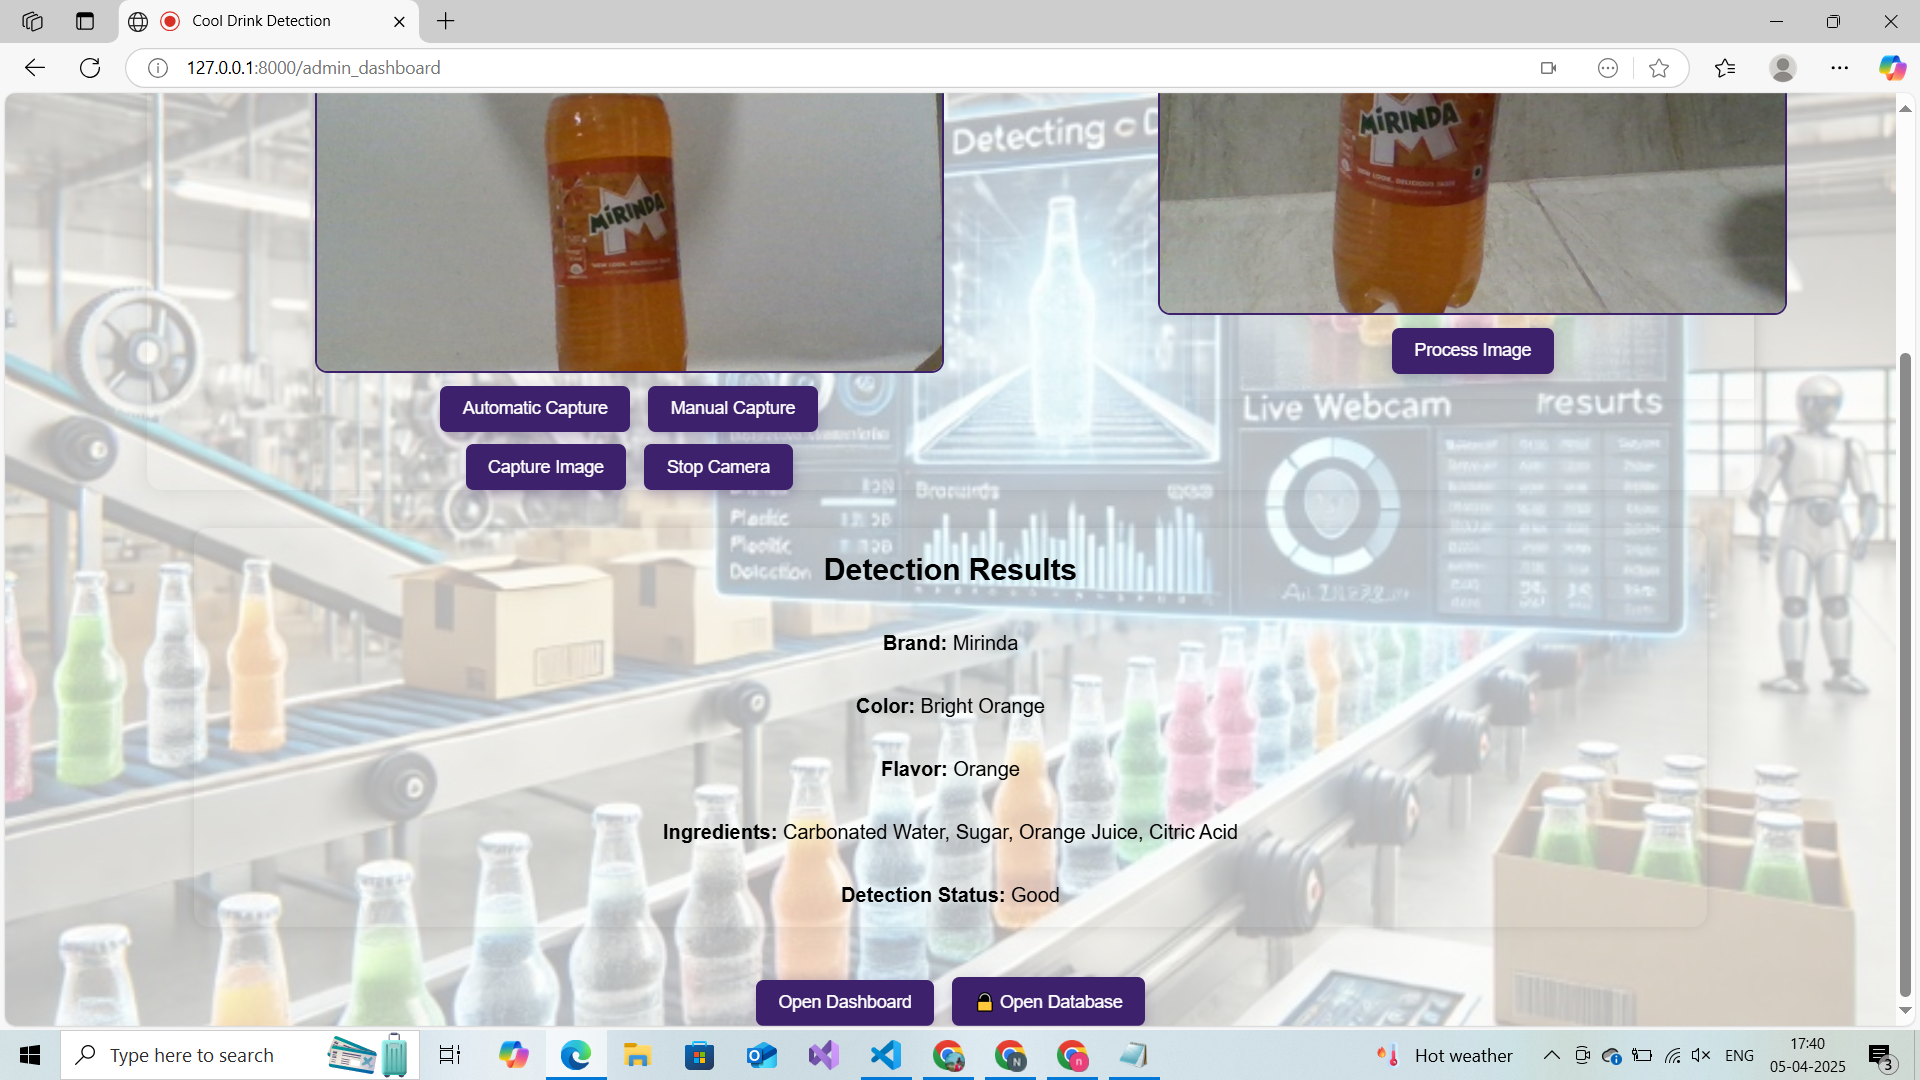 Cool Drink Detection
127.0.0.1:8000/admin_dashboard
Detecting
MIRINDA
MIRINDA
Process Image
Automatic Capture
Manual Capture
Live Webcam
Capture Image
Stop Camera
Detection Results
Brand: Mirinda
Color: Bright Orange
Flavor: Orange
Ingredients: Carbonated Water, Sugar, Orange Juice, Citric Acid
Detection Status: Good
Open Dashboard
Open Database
Type here to search
Hot weather
ENG
17:40
05-04-2025
3